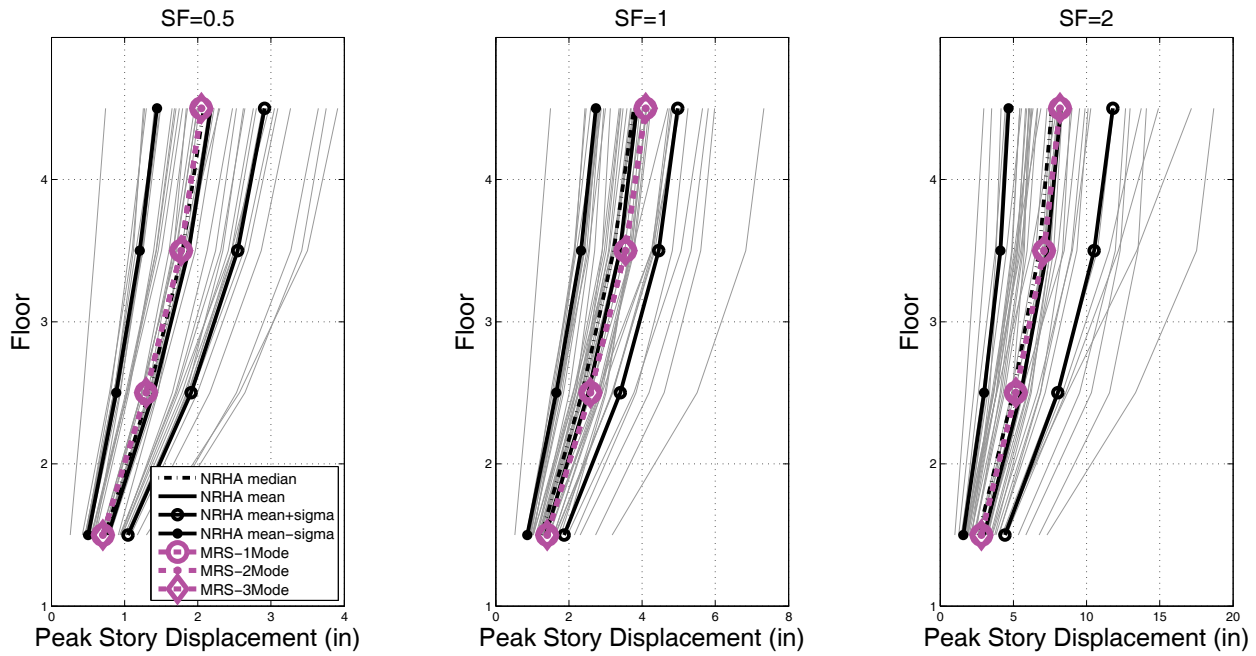 SF=0.5
SF=1
SF=2
Floor
4
3
2
1
0
1
2
3
4
Peak Story Displacement (in)
NRHA median
NRHA mean
NRHA mean+sigma
NRHA mean−sigma
MRS−1Mode
MRS−2Mode
MRS−3Mode
Floor
4
3
2
1
0
2
4
6
8
Peak Story Displacement (in)
Floor
4
3
2
1
0
5
10
15
20
Peak Story Displacement (in)